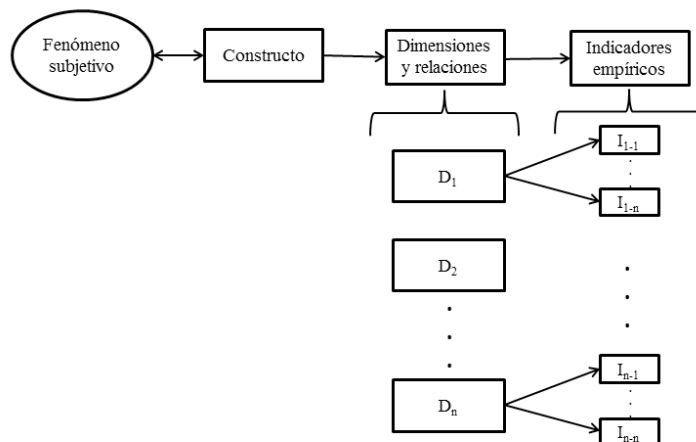 Fenómeno
subjetivo
Constructo
Dimensiones
y relaciones
Indicadores
empíricos
D₁
I₁₋₁
I₁₋ₙ
D₂
Dₙ
Iₙ₋₁
Iₙ₋ₙ